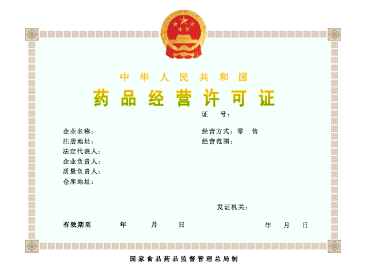 中华人民共和国
药品经营许可证
证 号：
企业名称：
注册地址：
法定代表人：
企业负责人：
质量负责人：
仓库地址：
经营方式：零 售
经营范围：
发证机关：
有效期至 年 月 日
年 月 日
国家食品药品监督管理总局制